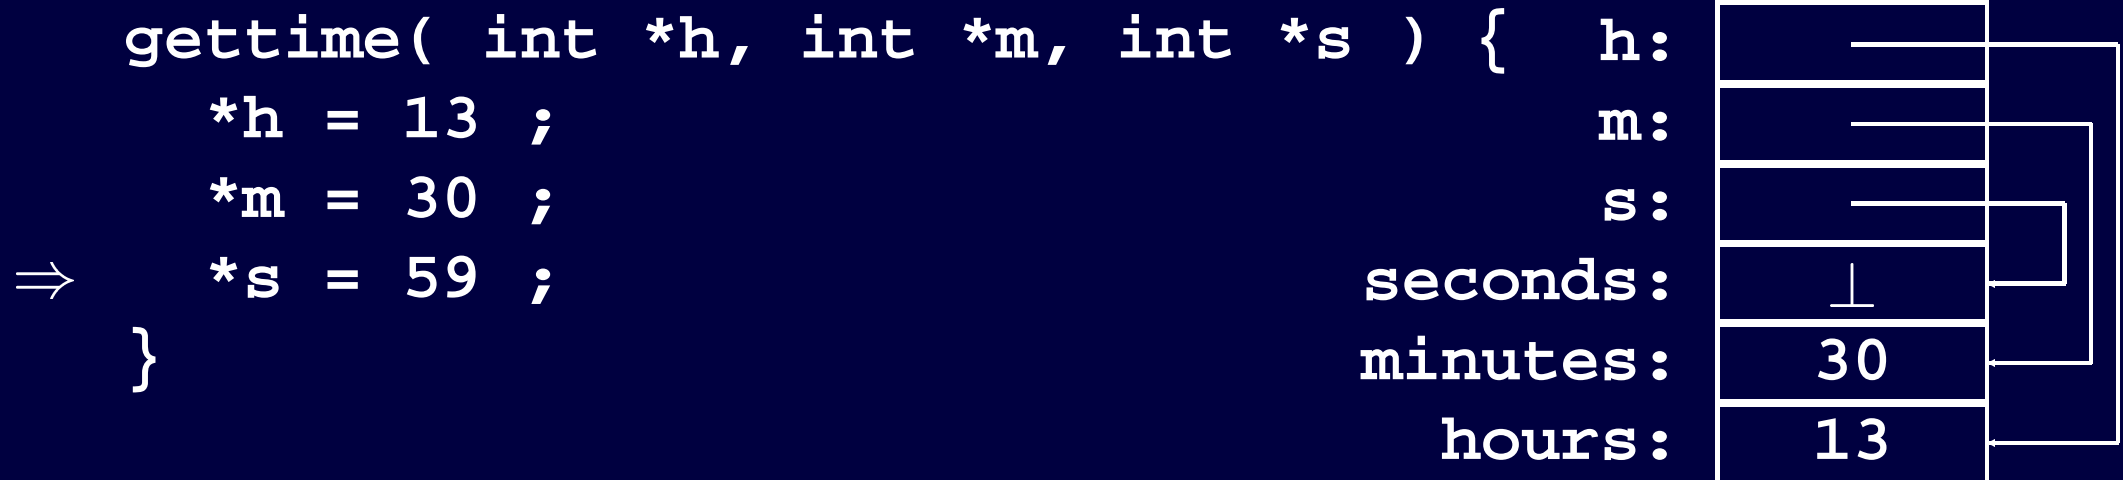 gettime( int *h, int *m, int *s ) { h:
*h = 13 ; m:
*m = 30 ; s:
⇒ *s = 59 ; seconds: ⊥
} minutes: 30
hours: 13